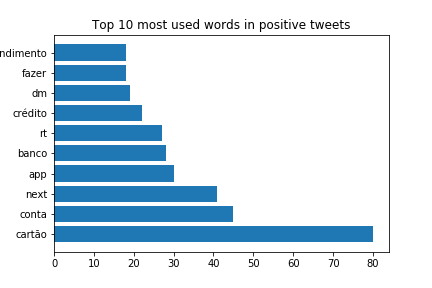 Top 10 most used words in positive tweets
ndimento
fazer
dm
crédito
rt
banco
app
next
conta
cartão
0 10 20 30 40 50 60 70 80